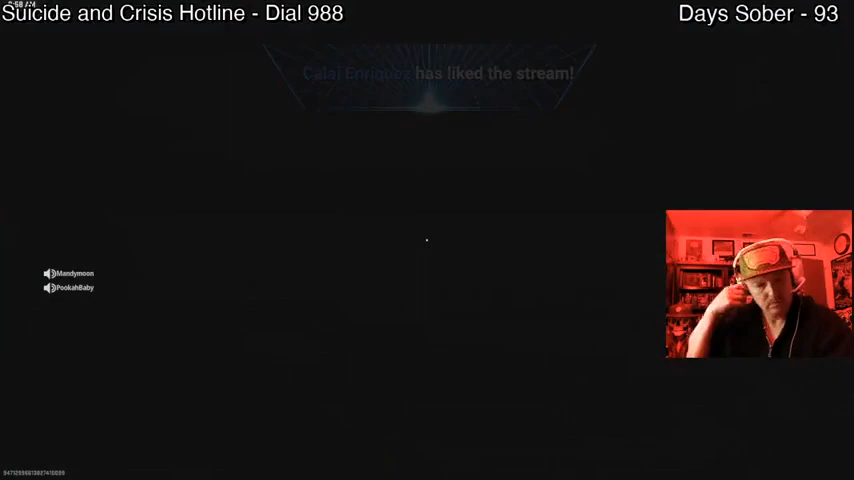 Suicide and Crisis Hotline - Dial 988
Days Sober - 93
has liked the stream!
Mandymoon
PookahBaby